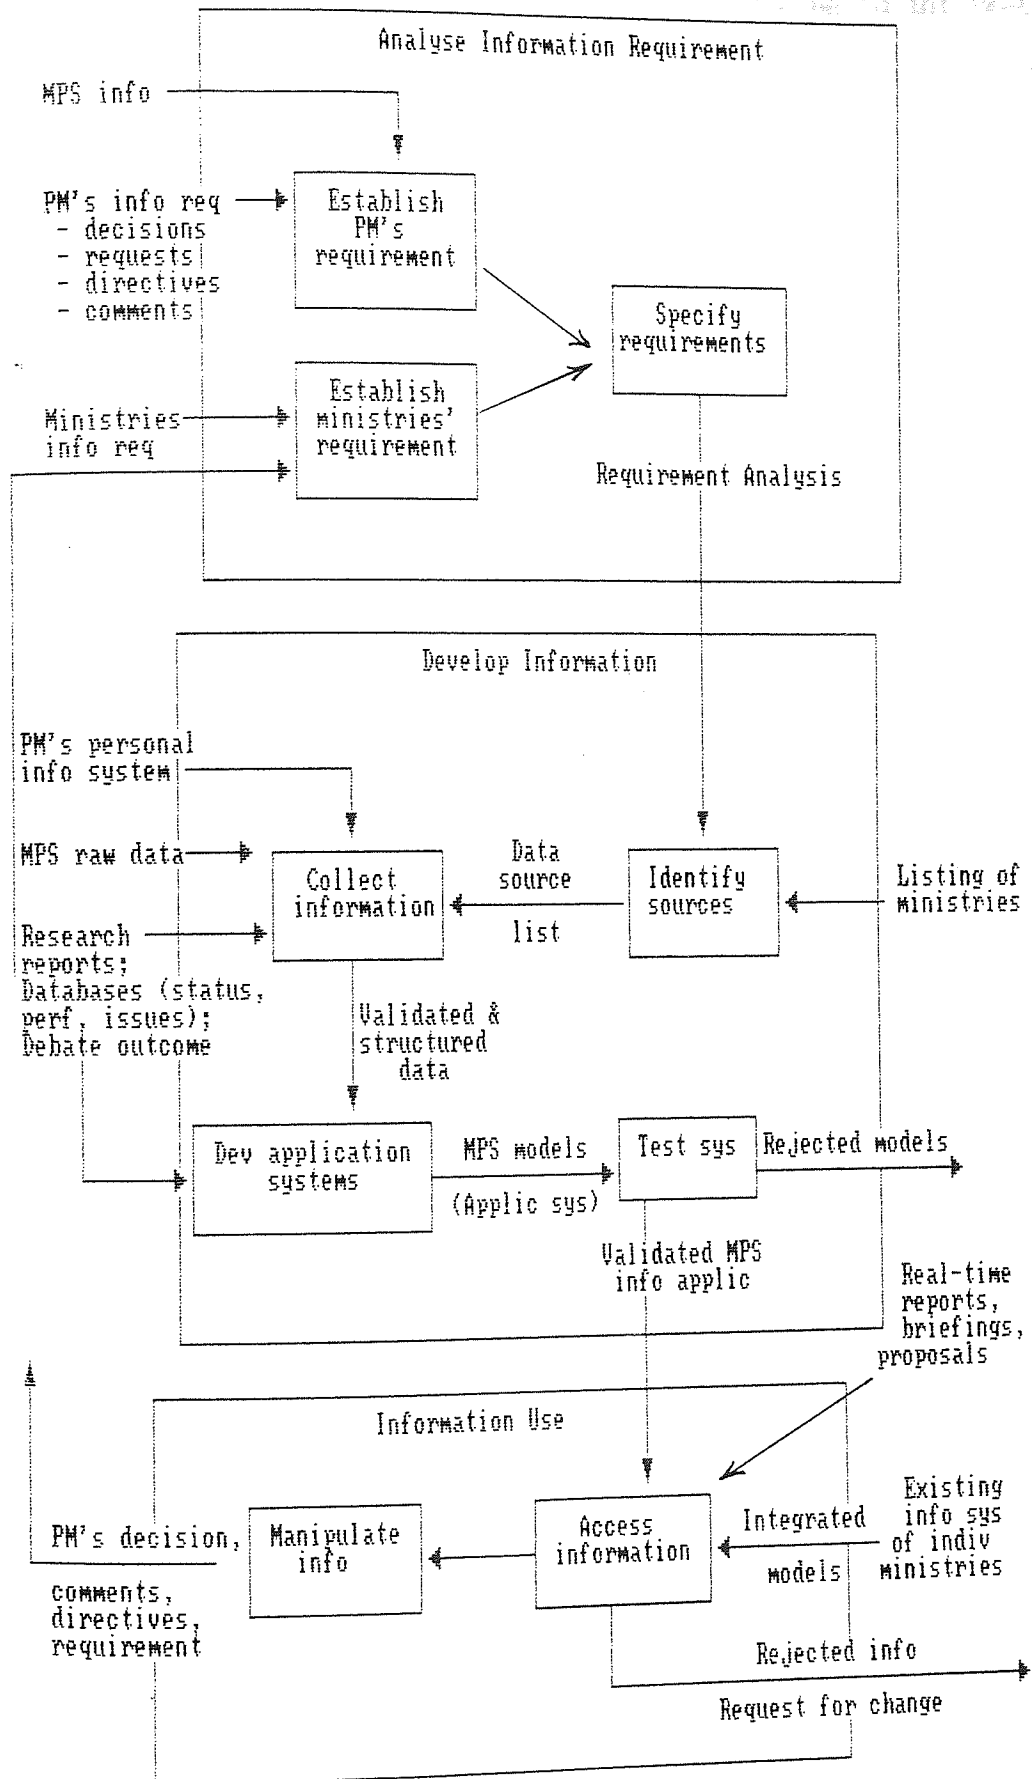 Analyse Information Requirement
MPS info
PM's info req
- decisions
- requests
- directives
- comments
Establish
PM's
requirement
Specify
requirements
Ministries
info req
Establish
ministries'
requirement
Requirement Analysis
Develop Information
PM's personal
info system
MPS raw data
Collect
information
Data
source
list
Identify
sources
Listing of
ministries
Research
reports;
Databases (status,
perf, issues);
Debate outcome
Validated &
structured
data
Dev application
systems
MPS models
(Applic sys)
Test sys
Rejected models
Validated MPS
info applic
Real-time
reports,
briefings,
proposals
Information Use
PM's decision,
comments,
directives,
requirement
Manipulate
info
Access
information
Integrated
models
Existing
info sys
of indiv
ministries
Rejected info
Request for change